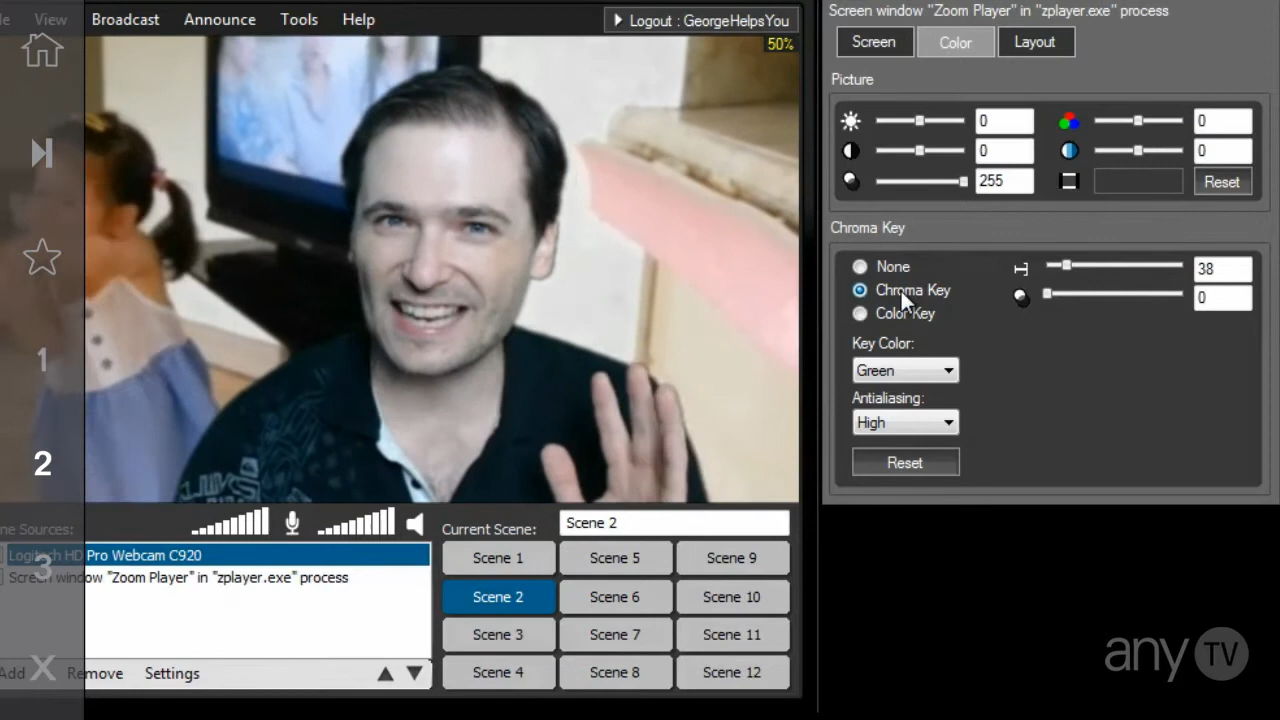 View Broadcast Announce Tools Help
Logout : GeorgeHelpsYou
50%
Screen window "Zoom Player" in "zplayer.exe" process
Screen Color Layout
Picture
0 0
0 0
255 Reset
Chroma Key
None 38
Chroma Key 0
Color Key
Key Color:
Green
Antialiasing:
High
Reset
1
2
3
X
ne Sources:
Logitech HD Pro Webcam C920
Screen window "Zoom Player" in "zplayer.exe" process
Add Remove Settings
Current Scene: Scene 2
Scene 1 Scene 5 Scene 9
Scene 2 Scene 6 Scene 10
Scene 3 Scene 7 Scene 11
Scene 4 Scene 8 Scene 12
any TV